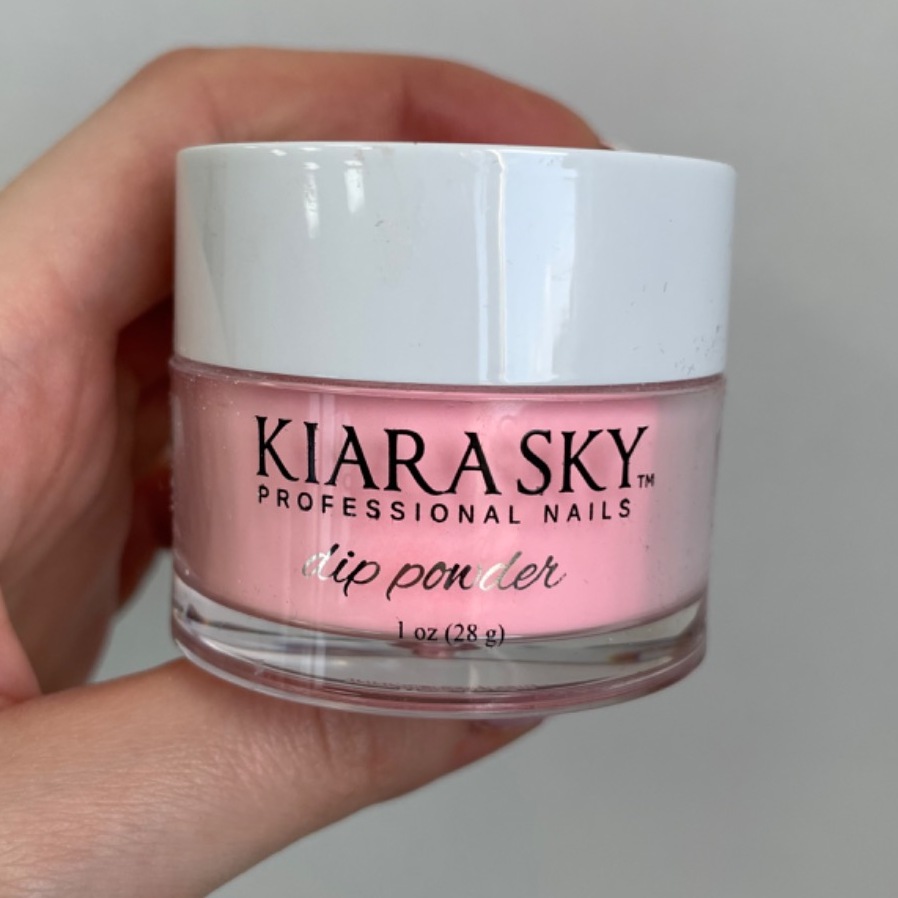 KIARA SKY™
PROFESSIONAL NAILS
dip powder
1 oz (28 g)